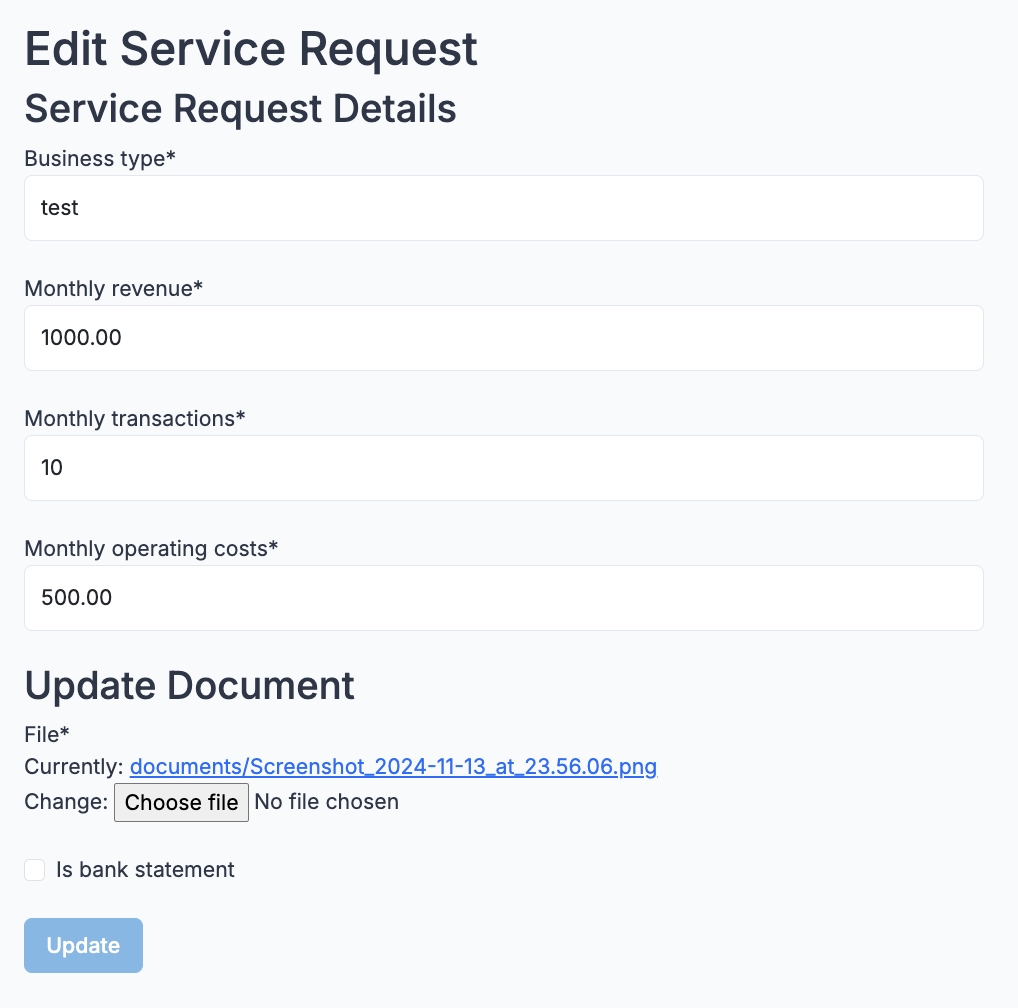 Edit Service Request
Service Request Details
Business type*
test
Monthly revenue*
1000.00
Monthly transactions*
10
Monthly operating costs*
500.00
Update Document
File*
Currently: documents/Screenshot_2024-11-13_at_23.56.06.png
Change: Choose file No file chosen
Is bank statement
Update